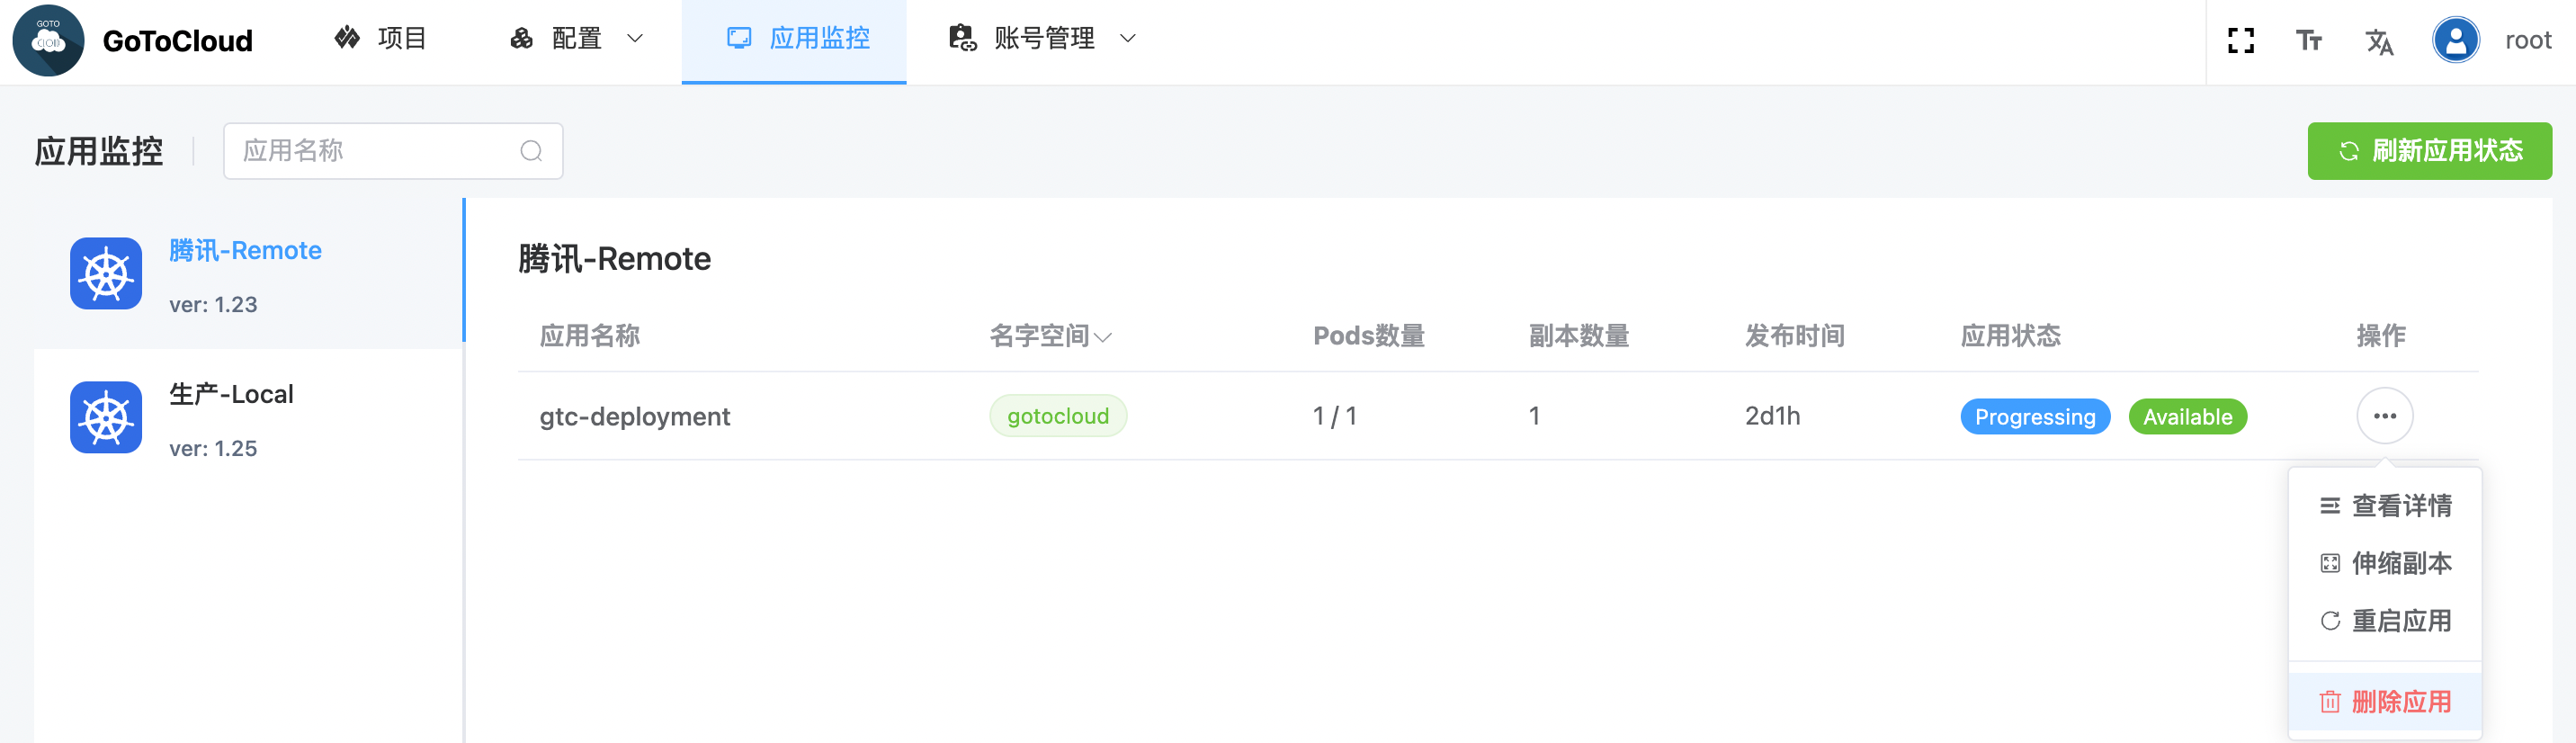 GOTO
CLOUD
GoToCloud
项目
配置
应用监控
账号管理
root
应用监控
应用名称
刷新应用状态
腾讯-Remote
ver: 1.23
生产-Local
ver: 1.25
腾讯-Remote
应用名称 名字空间 Pods数量 副本数量 发布时间 应用状态 操作
gtc-deployment gotocloud 1 / 1 1 2d1h Progressing Available
查看详情
伸缩副本
重启应用
删除应用